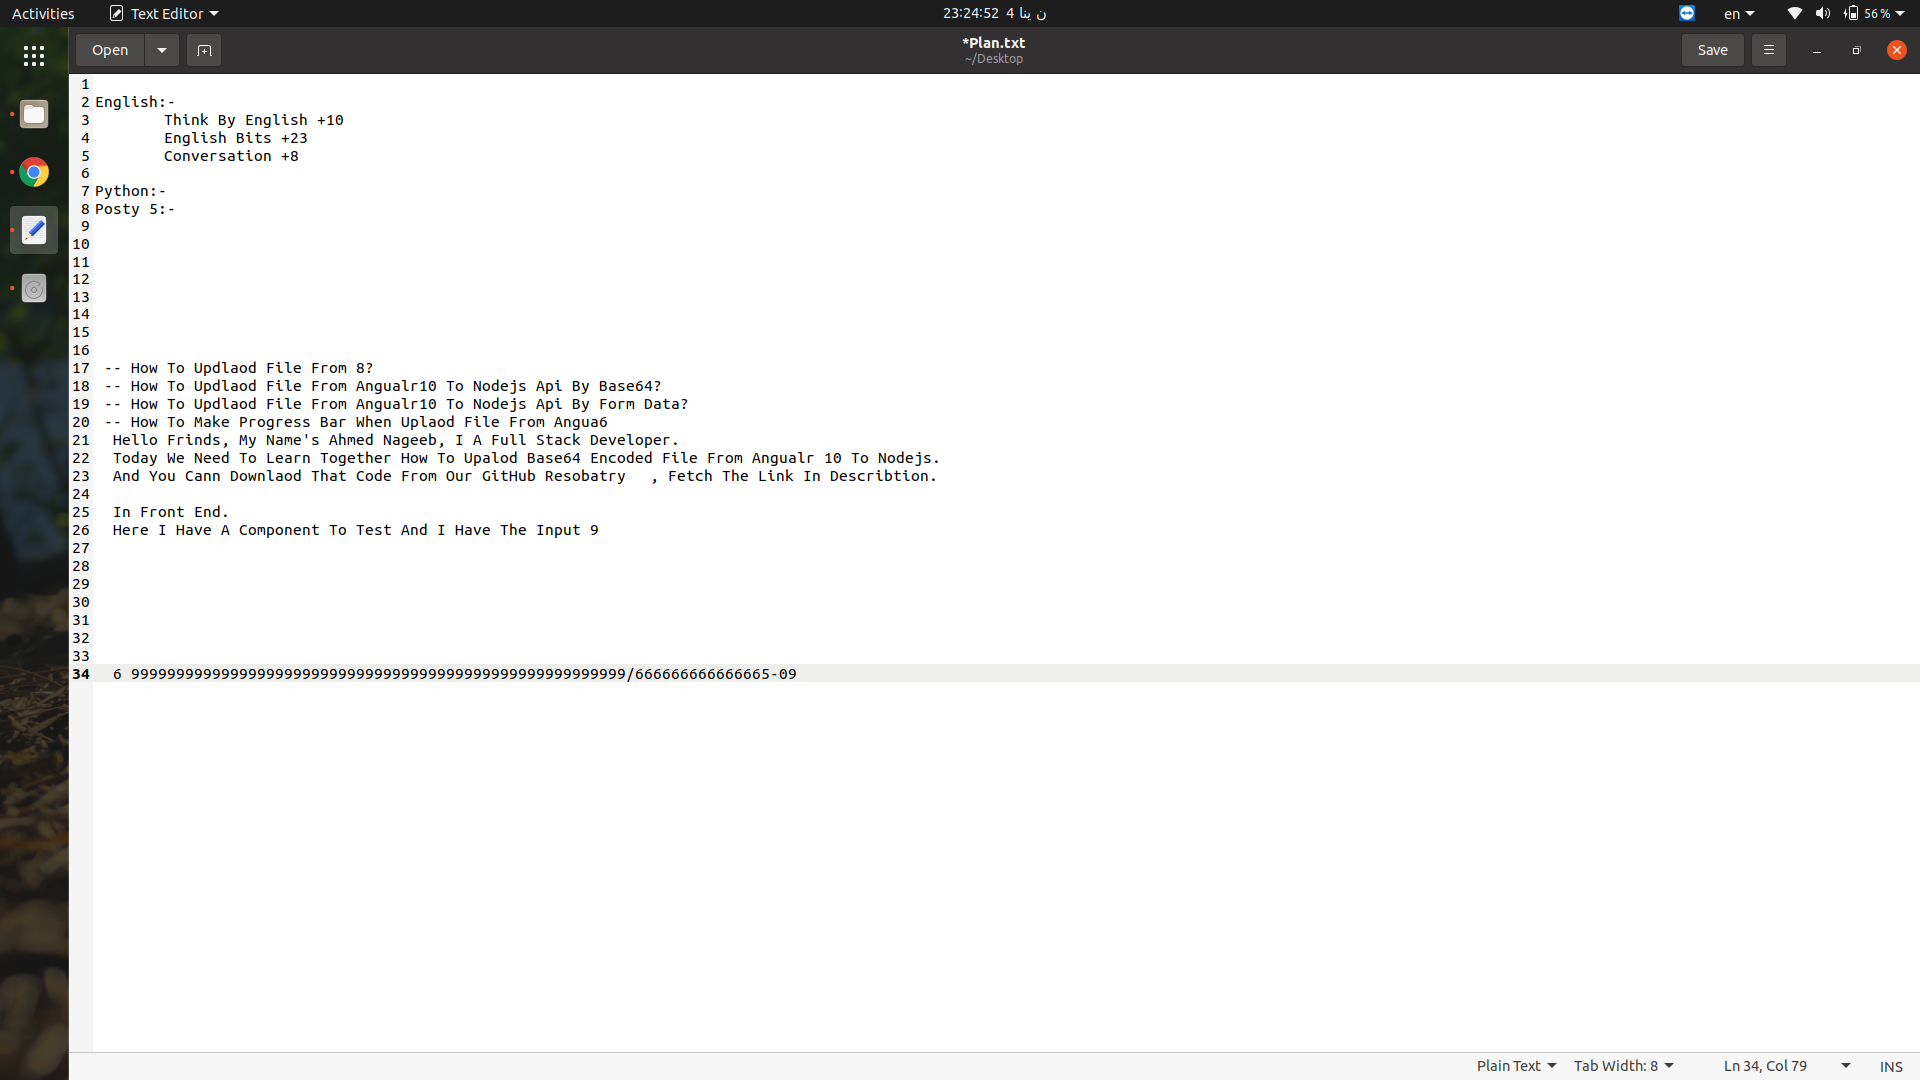 Activities Text Editor 23:24:52 4 ن ينا en 56 %
Open *Plan.txt Save
~/Desktop
1
2 English:-
3 Think By English +10
4 English Bits +23
5 Conversation +8
6
7 Python:-
8 Posty 5:-
9
10
11
12
13
14
15
16
17 -- How To Updlaod File From 8?
18 -- How To Updlaod File From Angualr10 To Nodejs Api By Base64?
19 -- How To Updlaod File From Angualr10 To Nodejs Api By Form Data?
20 -- How To Make Progress Bar When Uplaod File From Angua6
21 Hello Frinds, My Name's Ahmed Nageeb, I A Full Stack Developer.
22 Today We Need To Learn Together How To Upalod Base64 Encoded File From Angualr 10 To Nodejs.
23 And You Cann Downlaod That Code From Our GitHub Resobatry , Fetch The Link In Describtion.
24
25 In Front End.
26 Here I Have A Component To Test And I Have The Input 9
27
28
29
30
31
32
33
34 6 9999999999999999999999999999999999999999999999999999999/666666666666665-09
Plain Text Tab Width: 8 Ln 34, Col 79 INS